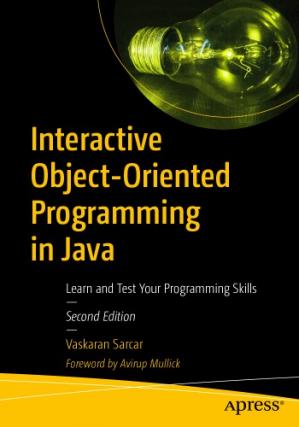 Interactive
Object-Oriented
Programming
in Java
Learn and Test Your Programming Skills
—
Second Edition
—
Vaskaran Sarcar
Foreword by Avirup Mullick
Apress®